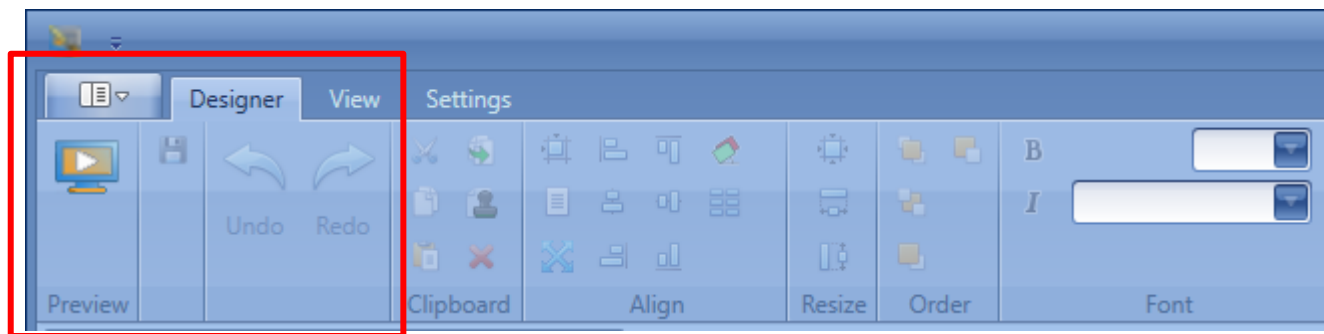 Designer View Settings
B
Undo Redo I
Preview Clipboard Align Resize Order Font